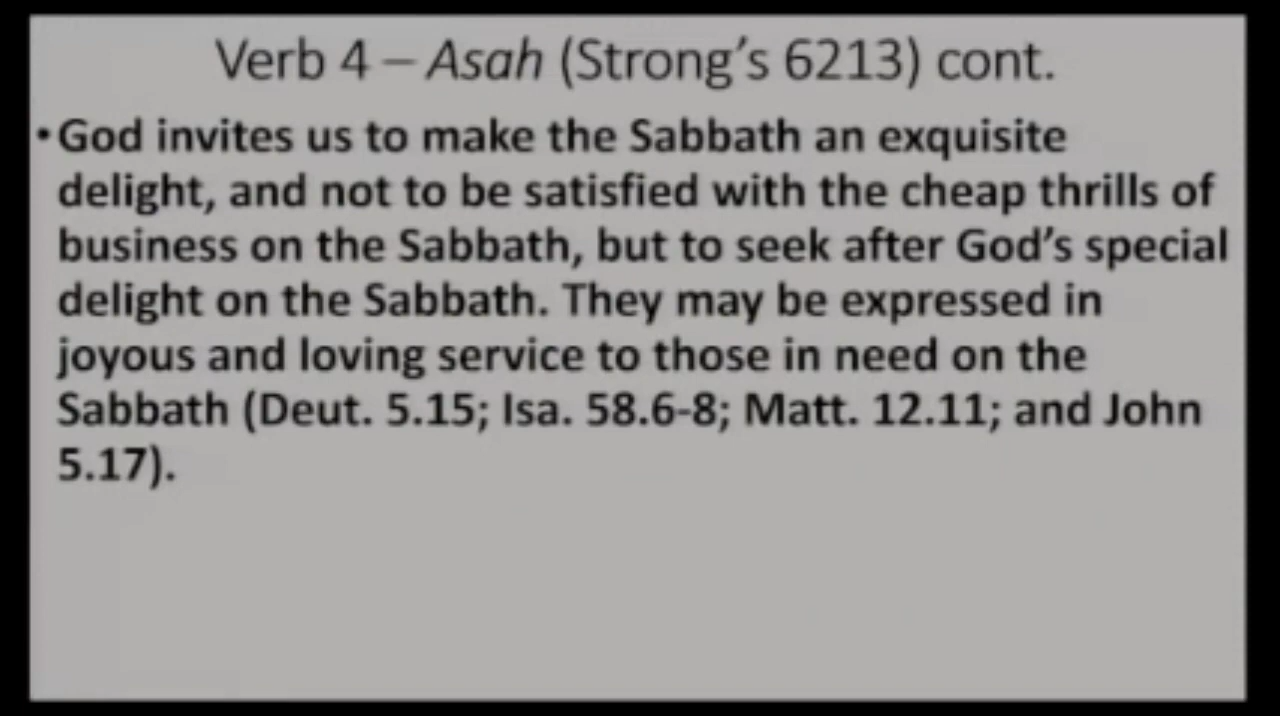 Verb 4 – Asah (Strong's 6213) cont.
• God invites us to make the Sabbath an exquisite
delight, and not to be satisfied with the cheap thrills of
business on the Sabbath, but to seek after God's special
delight on the Sabbath. They may be expressed in
joyous and loving service to those in need on the
Sabbath (Deut. 5.15; Isa. 58.6-8; Matt. 12.11; and John
5.17).